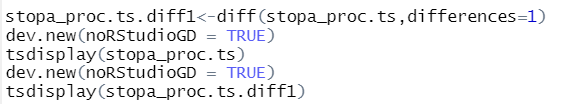 stopa_proc.ts.diff1<-diff(stopa_proc.ts,differences=1)
dev.new(noRStudioGD = TRUE)
tsdisplay(stopa_proc.ts)
dev.new(noRStudioGD = TRUE)
tsdisplay(stopa_proc.ts.diff1)